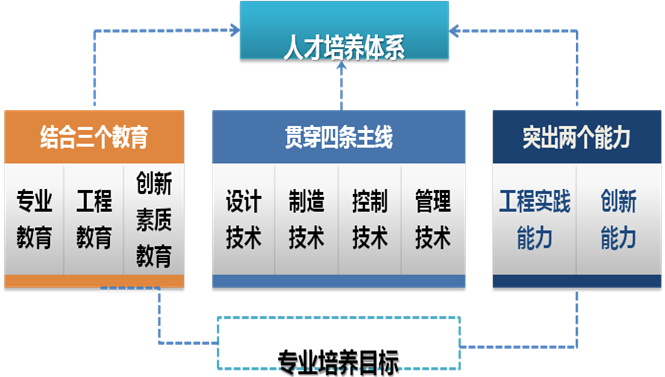 人才培养体系
结合三个教育
专业
教育
工程
教育
创新
素质
教育
贯穿四条主线
设计
技术
制造
技术
控制
技术
管理
技术
突出两个能力
工程实践
能力
创新
能力
专业培养目标